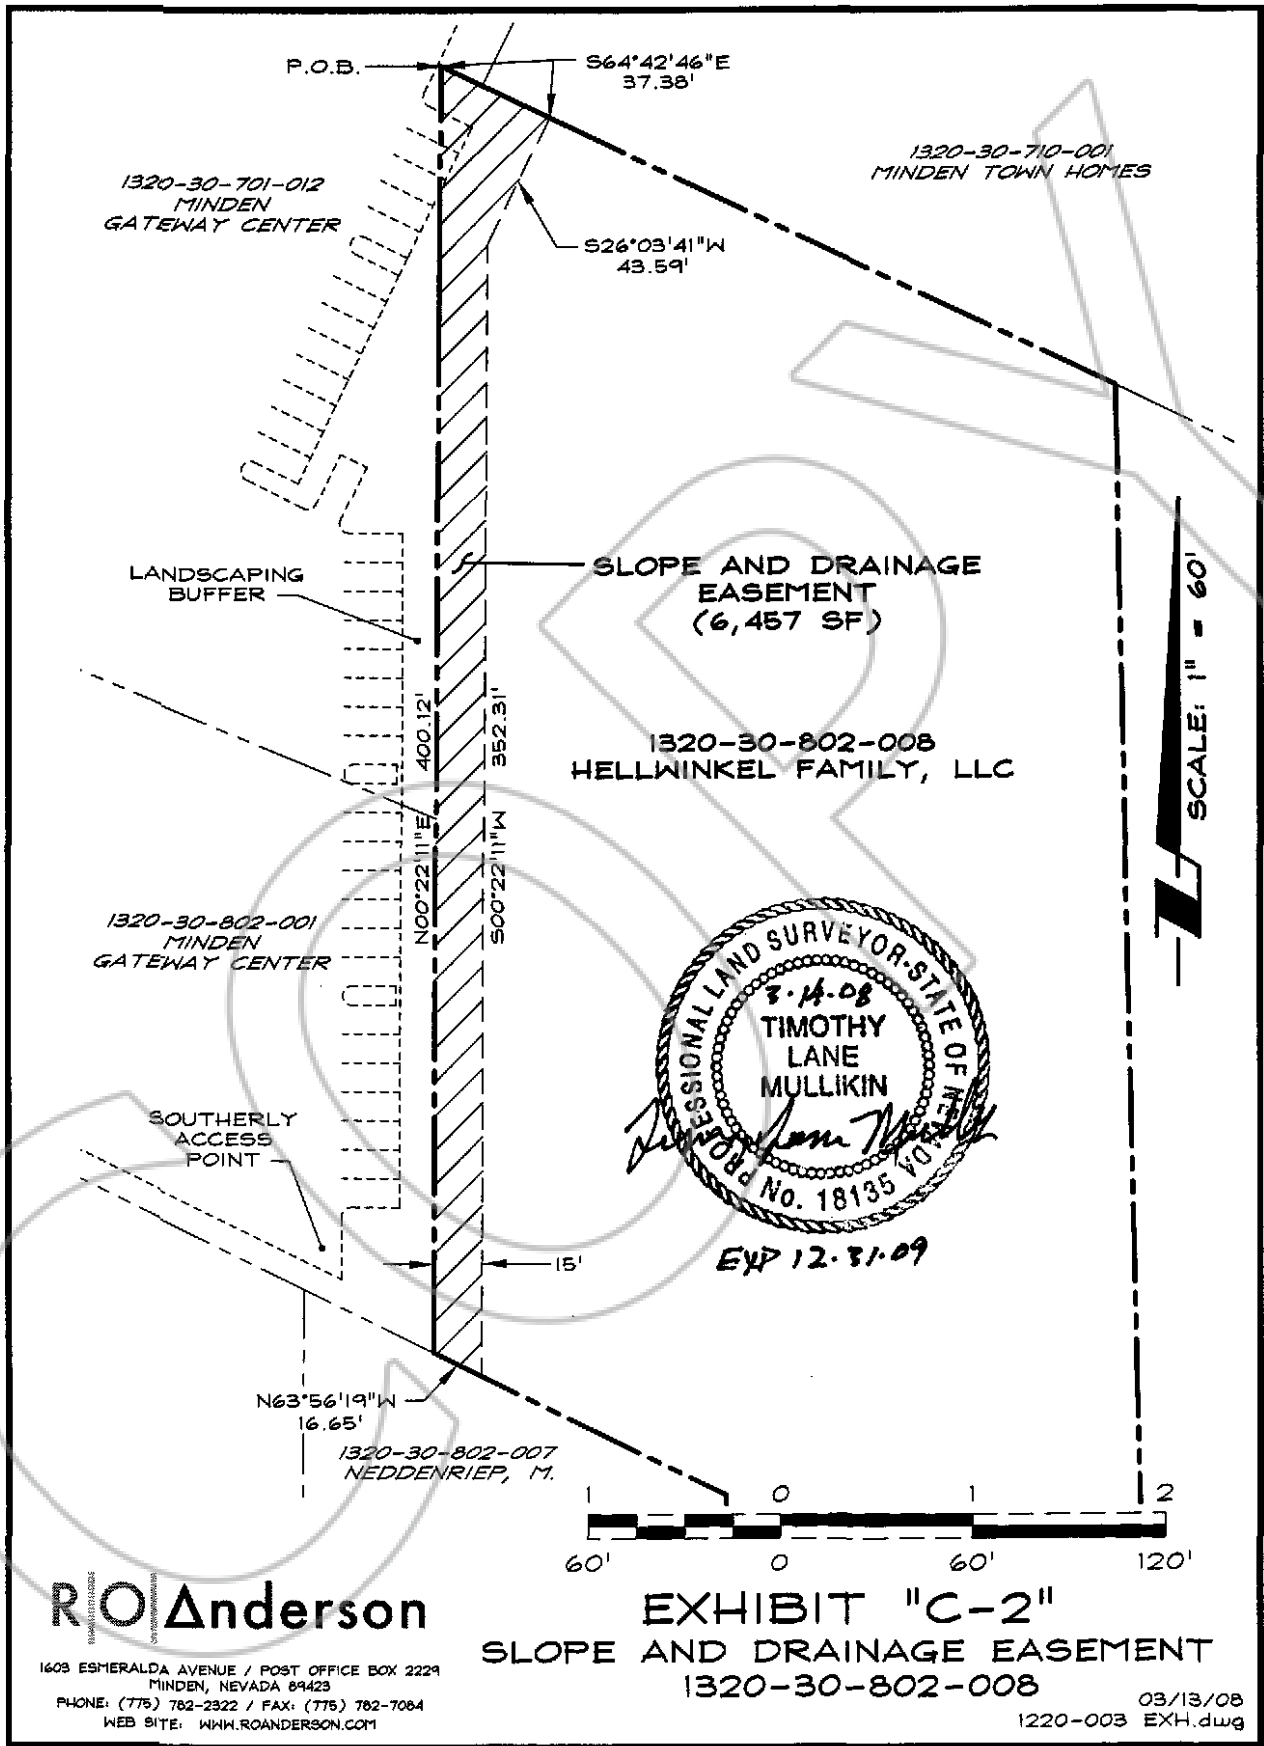 P.O.B.
S64°42'46"E
37.38'
1320-30-710-001
MINDEN TOWN HOMES
1320-30-701-012
MINDEN
GATEWAY CENTER
S26°03'41"W
43.59'
LANDSCAPING
BUFFER
SLOPE AND DRAINAGE
EASEMENT
(6,457 SF)
SCALE: 1" = 60'
N00°22'11"E 400.12'
S00°22'11"W 352.31'
1320-30-802-008
HELLWINKEL FAMILY, LLC
1320-30-802-001
MINDEN
GATEWAY CENTER
PROFESSIONAL LAND SURVEYOR-STATE OF NEVADA
3.14.08
TIMOTHY
LANE
MULLIKIN
No. 18135
EXP 12.31.09
SOUTHERLY
ACCESS
POINT
15'
N63°56'19"W
16.65'
1320-30-802-007
NEDDENRIEP, M.
1 0 1 2
60' 0 60' 120'
COPY
R|O|Anderson
1603 ESMERALDA AVENUE / POST OFFICE BOX 2229
MINDEN, NEVADA 89423
PHONE: (775) 782-2322 / FAX: (775) 782-7084
WEB SITE: WWW.ROANDERSON.COM
EXHIBIT "C-2"
SLOPE AND DRAINAGE EASEMENT
1320-30-802-008
03/13/08
1220-003 EXH.dwg